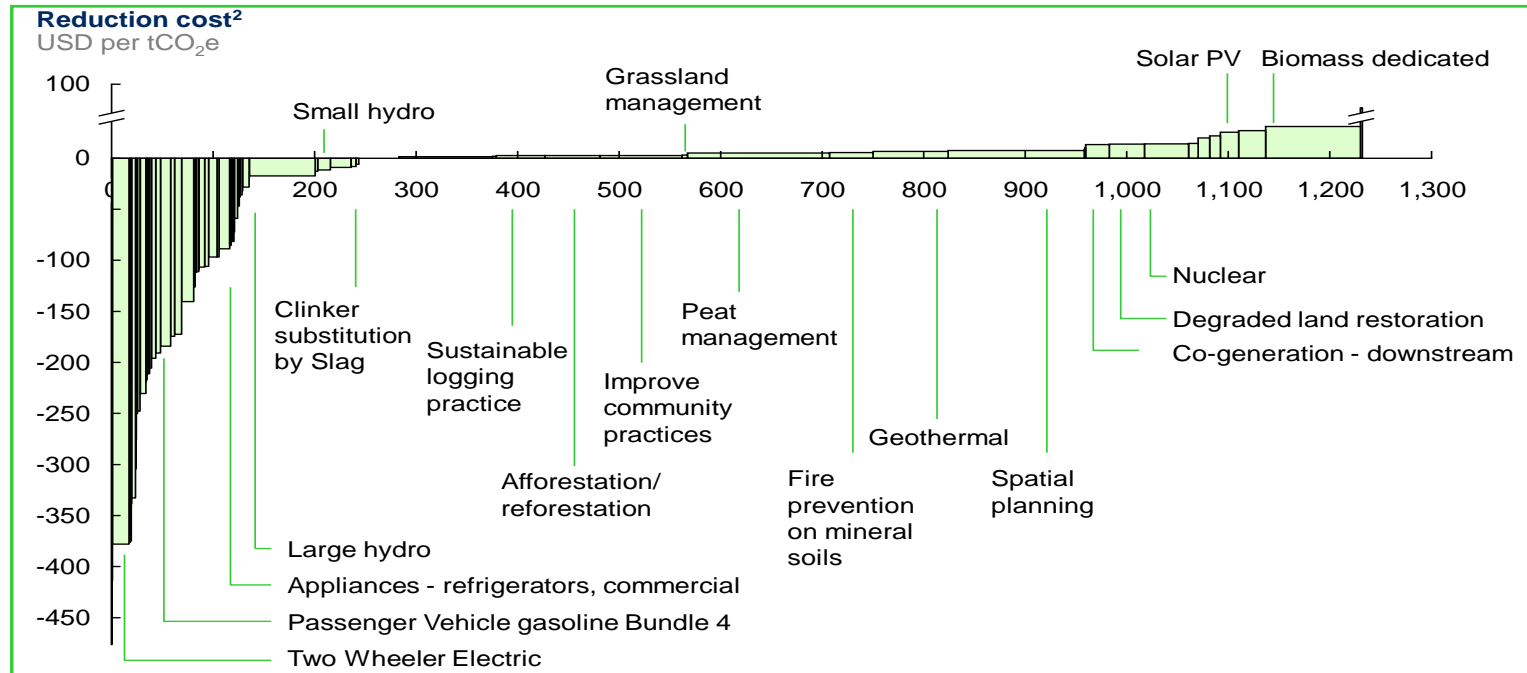 Reduction cost²
USD per tCO₂e
100
0
-100
-150
-200
-250
-300
-350
-400
-450
0
200
300
400
500
600
700
800
900
1,000
1,100
1,200
1,300
Small hydro
Grassland
management
Solar PV
Biomass dedicated
Clinker
substitution
by Slag
Sustainable
logging
practice
Afforestation/
reforestation
Improve
community
practices
Peat
management
Fire
prevention
on mineral
soils
Geothermal
Spatial
planning
Nuclear
Degraded land restoration
Co-generation - downstream
Large hydro
Appliances - refrigerators, commercial
Passenger Vehicle gasoline Bundle 4
Two Wheeler Electric